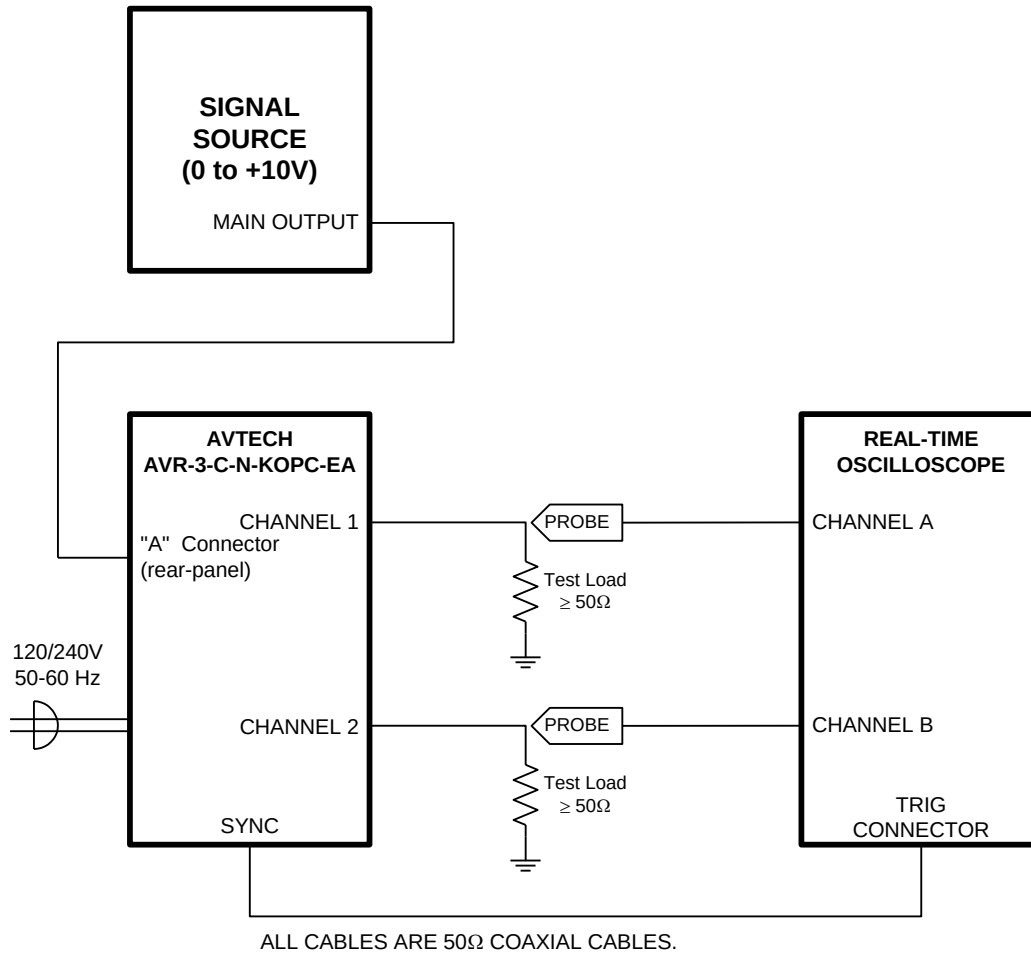 SIGNAL
SOURCE
(0 to +10V)
MAIN OUTPUT
AVTECH
AVR-3-C-N-KOPC-EA
CHANNEL 1
"A" Connector
(rear-panel)
120/240V
50-60 Hz
CHANNEL 2
SYNC
PROBE
Test Load
≥ 50Ω
PROBE
Test Load
≥ 50Ω
REAL-TIME
OSCILLOSCOPE
CHANNEL A
CHANNEL B
TRIG
CONNECTOR
ALL CABLES ARE 50Ω COAXIAL CABLES.